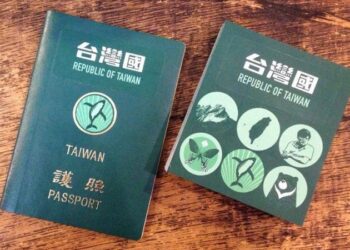 台灣國
REPUBLIC OF TAIWAN
TAIWAN
護照
PASSPORT
台灣國
REPUBLIC OF TAIWAN